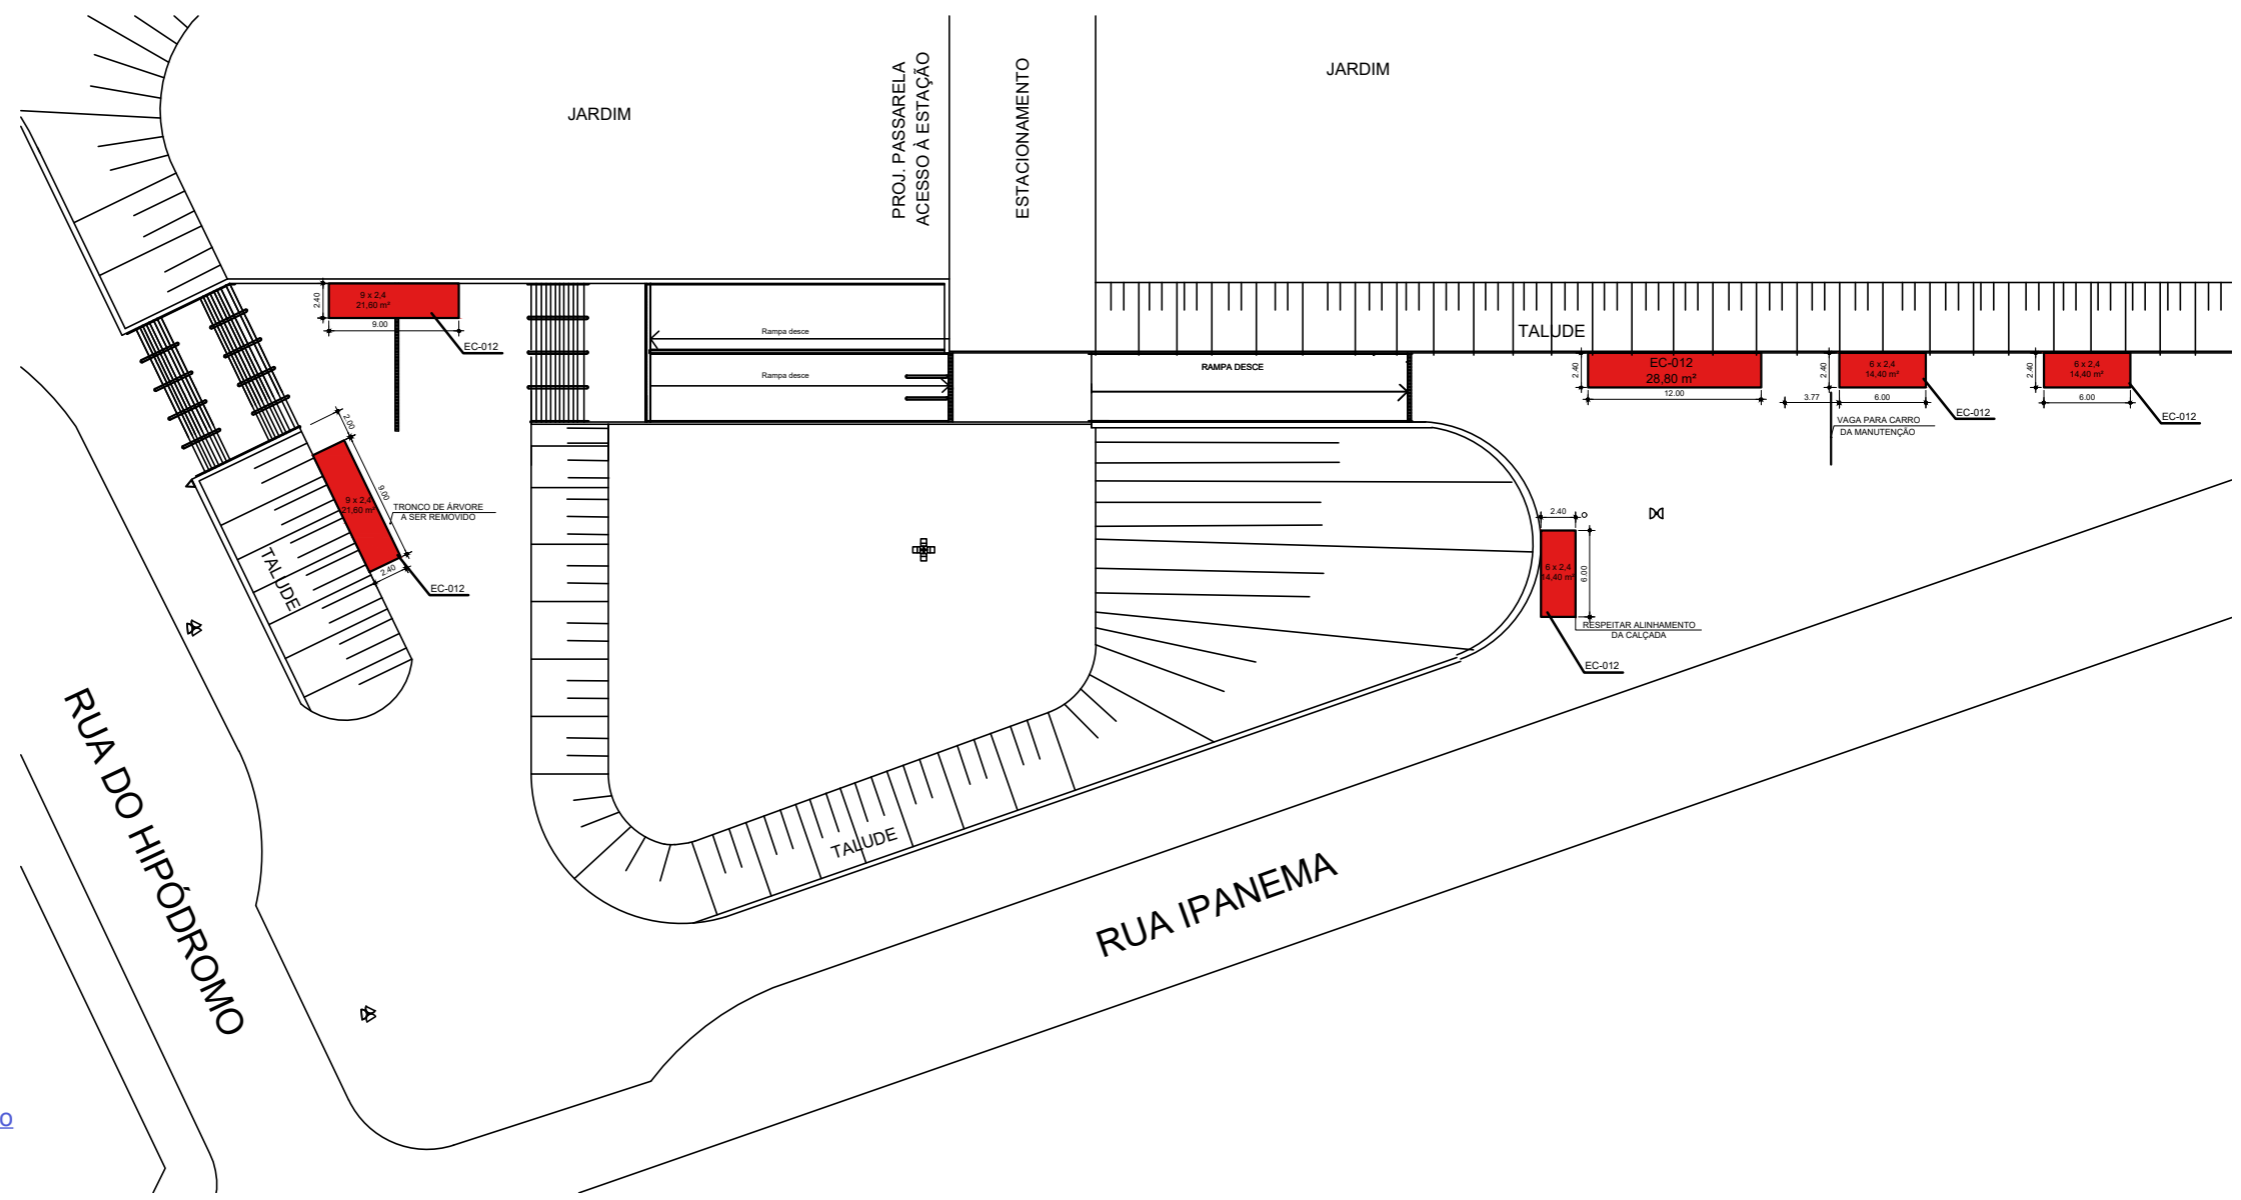 JARDIM
PROJ. PASSARELA
ACESSO À ESTAÇÃO
ESTACIONAMENTO
JARDIM
2.40
9 x 2,4
21,60 m²
9.00
EC-012
Rampa desce
Rampa desce
RAMPA DESCE
TALUDE
2.40
EC-012
28,80 m²
12.00
3.77
2.40
6 x 2,4
14,40 m²
6.00
EC-012
VAGA PARA CARRO
DA MANUTENÇÃO
2.40
6 x 2,4
14,40 m²
6.00
EC-012
2.00
9 x 2,4
21,60 m²
9.00
TRONCO DE ÁRVORE
A SER REMOVIDO
2.40
EC-012
TALUDE
2.40
6 x 2,4
14,40 m²
6.00
RESPEITAR ALINHAMENTO
DA CALÇADA
EC-012
TALUDE
RUA DO HIPÓDROMO
RUA IPANEMA
o